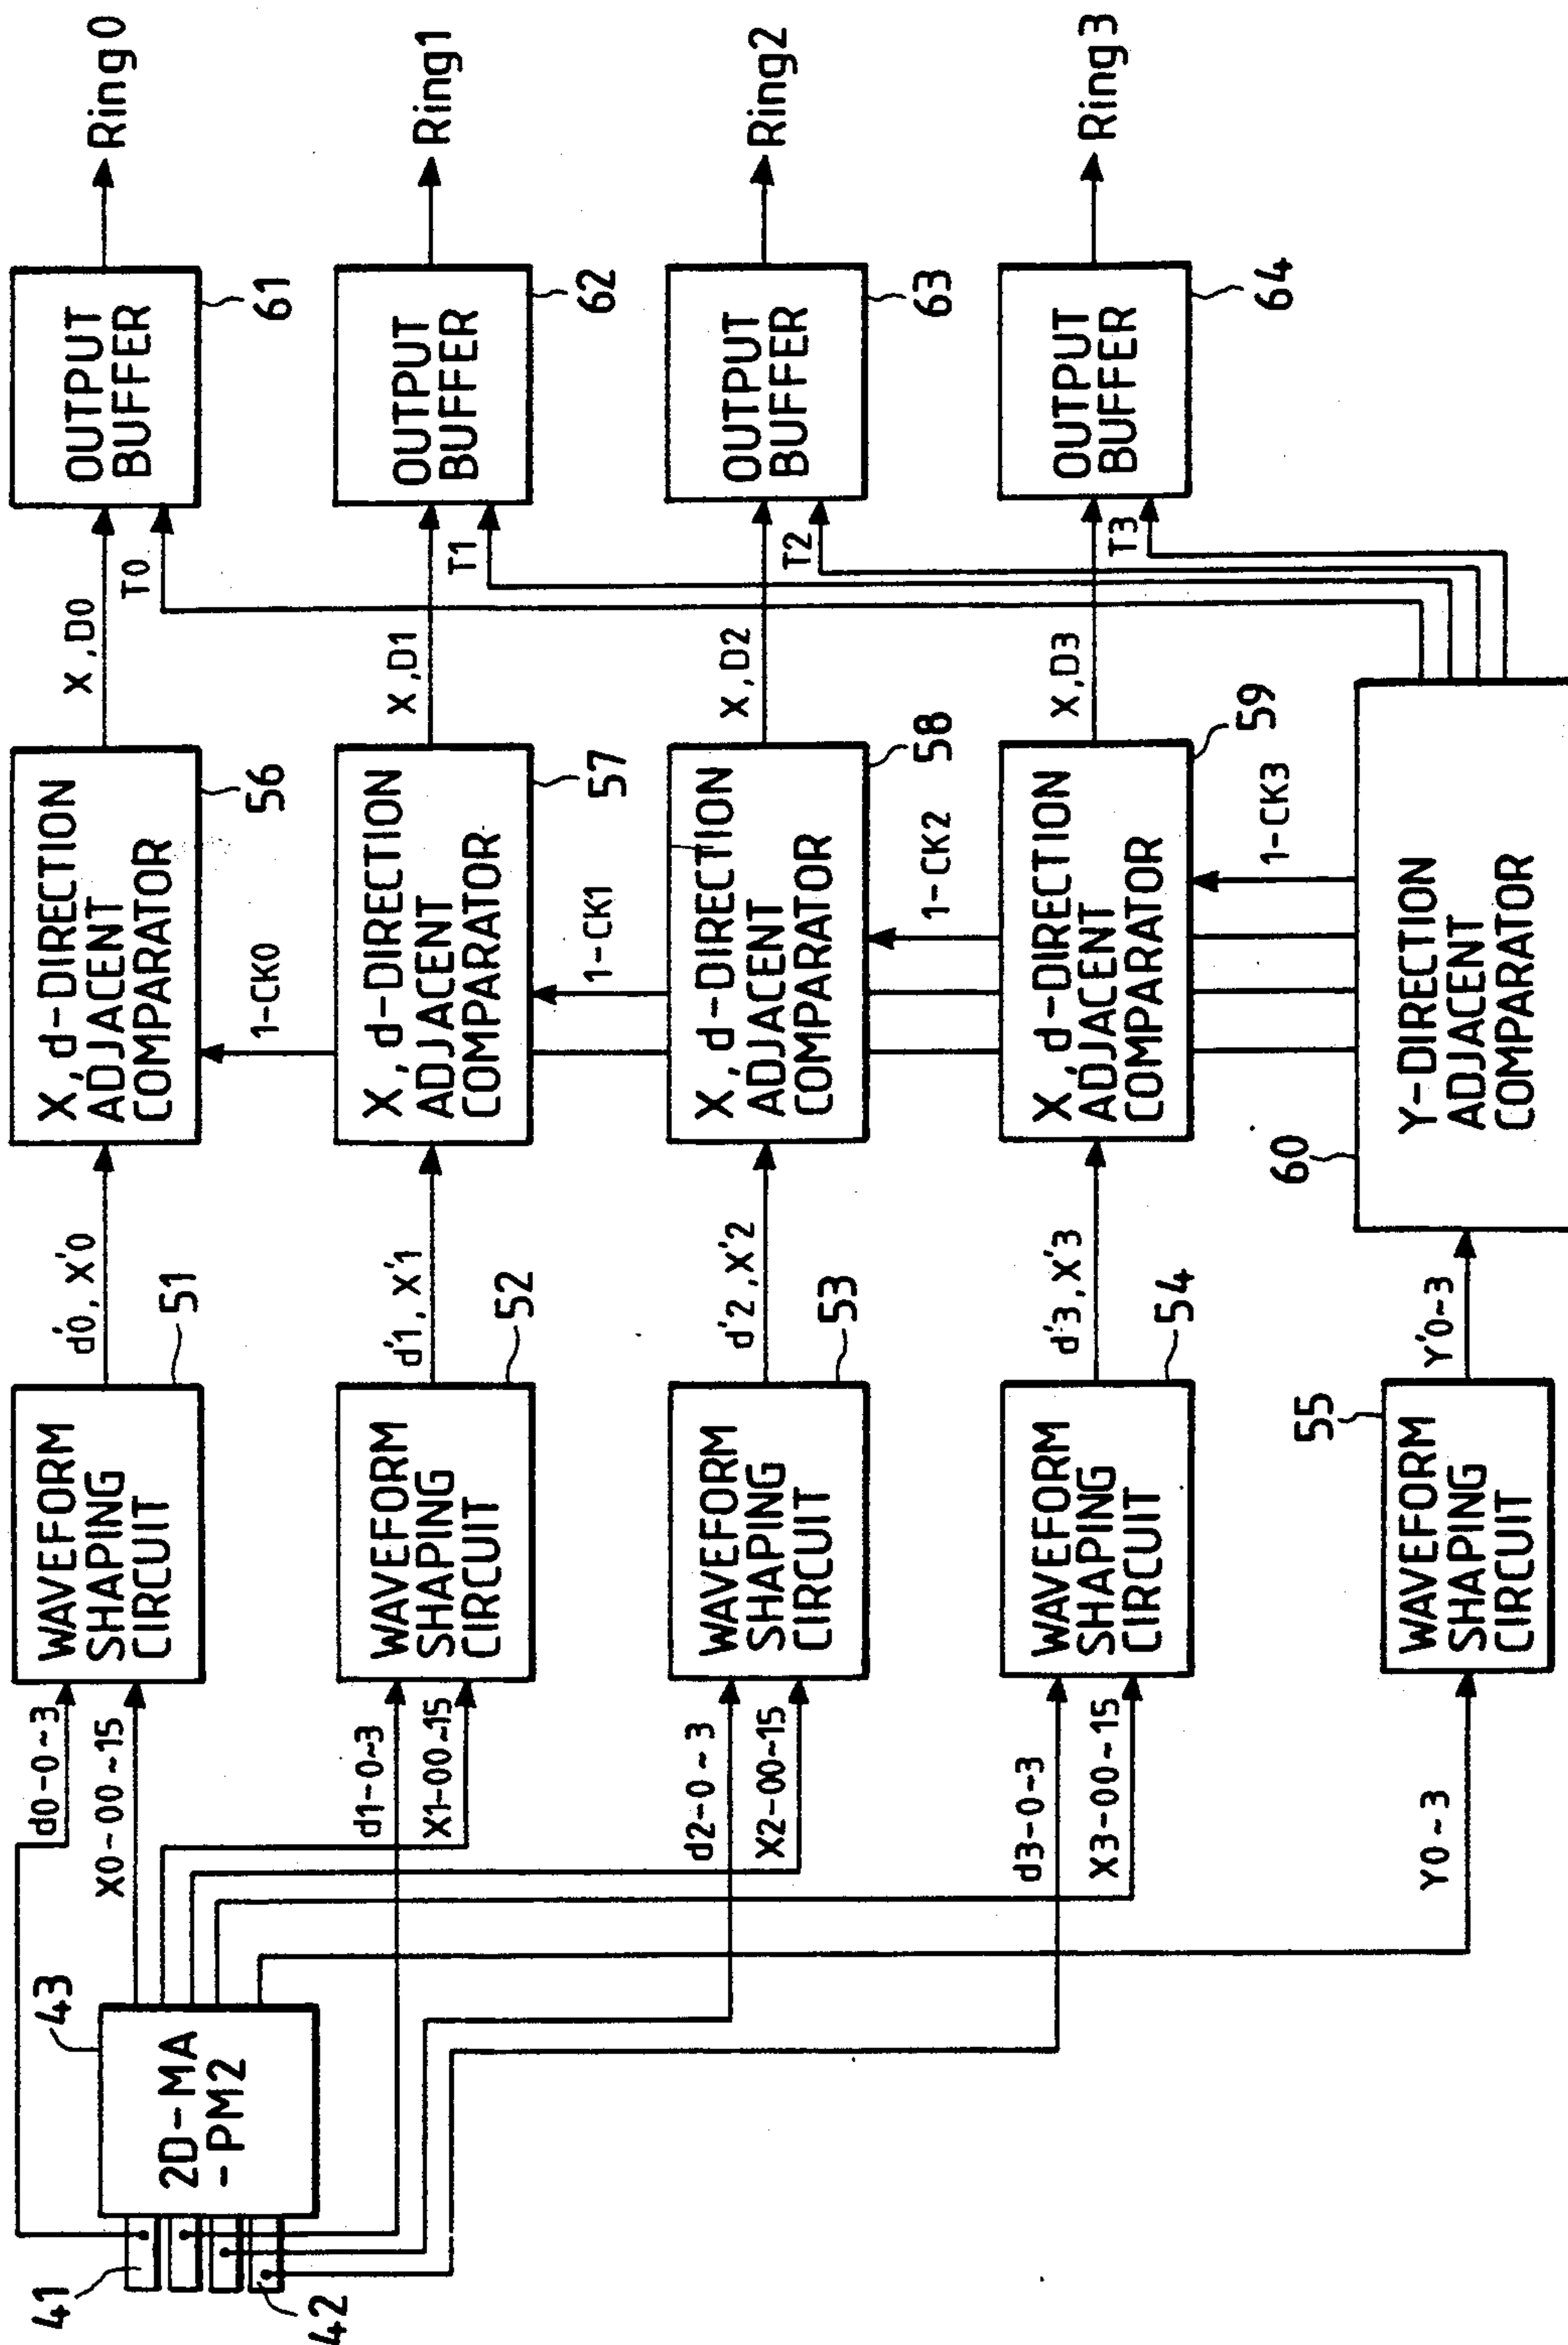 41
42
2D-MA
-PM2
43
d0-0~3
X0-00~15
d1-0~3
X1-00~15
d2-0~3
X2-00~15
d3-0~3
X3-00~15
Y0~3
WAVEFORM
SHAPING
CIRCUIT
51
WAVEFORM
SHAPING
CIRCUIT
52
WAVEFORM
SHAPING
CIRCUIT
53
WAVEFORM
SHAPING
CIRCUIT
54
WAVEFORM
SHAPING
CIRCUIT
55
d'0, X'0
d'1, X'1
d'2, X'2
d'3, X'3
Y'0~3
X, d-DIRECTION
ADJACENT
COMPARATOR
56
1-CK0
X, d-DIRECTION
ADJACENT
COMPARATOR
57
1-CK1
X, d-DIRECTION
ADJACENT
COMPARATOR
58
1-CK2
X, d-DIRECTION
ADJACENT
COMPARATOR
59
1-CK3
60
Y-DIRECTION
ADJACENT
COMPARATOR
X, D0
T0
X, D1
T1
X, D2
T2
X, D3
T3
OUTPUT
BUFFER
61
OUTPUT
BUFFER
62
OUTPUT
BUFFER
63
OUTPUT
BUFFER
64
Ring0
Ring1
Ring2
Ring3